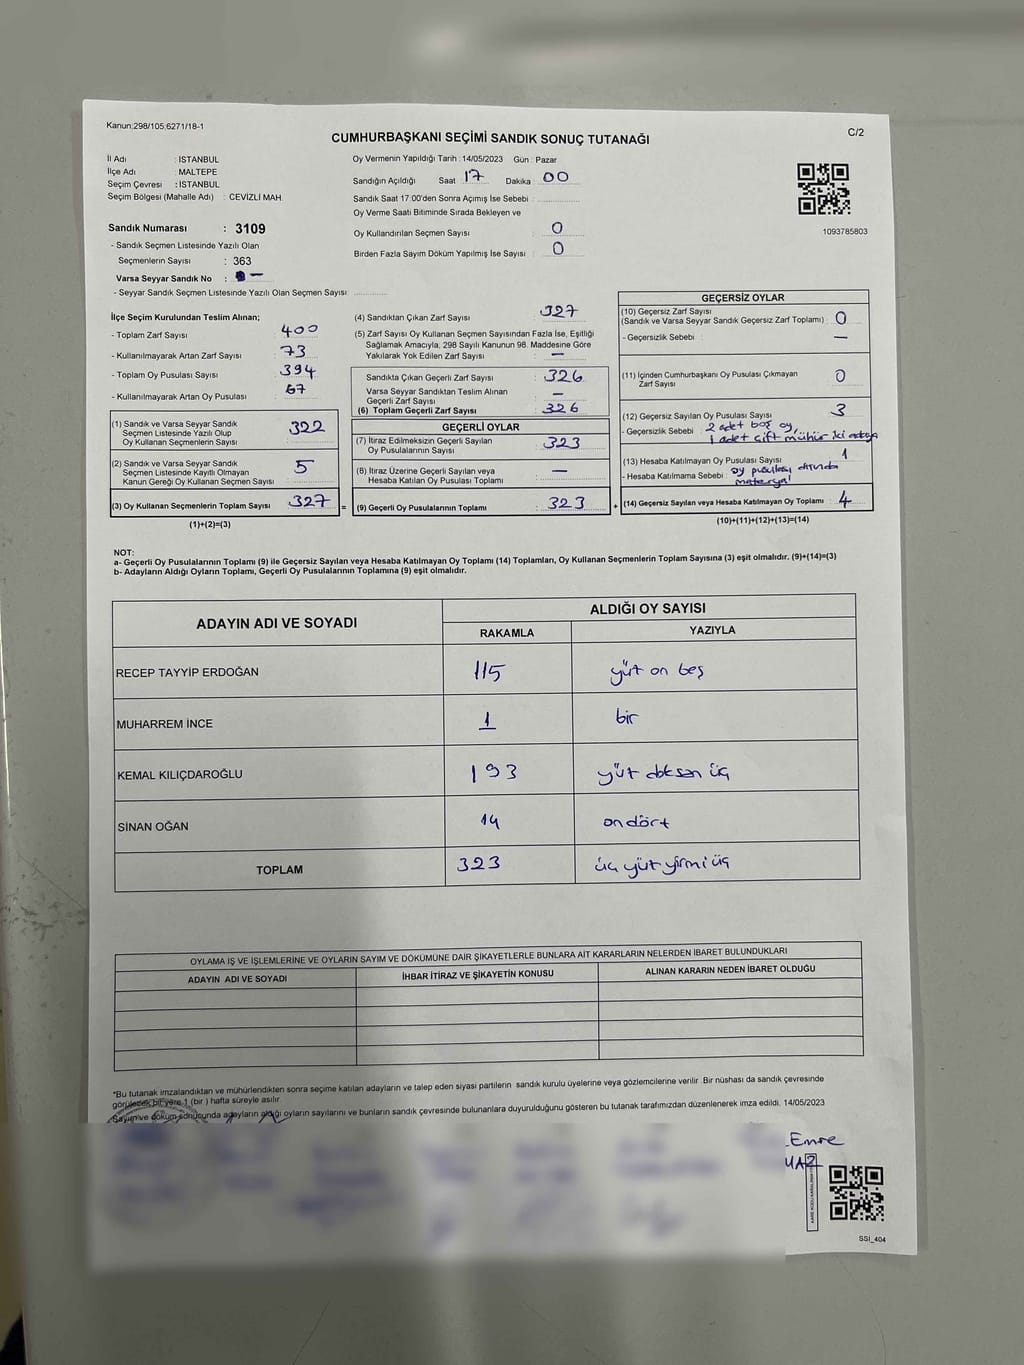 Kanun:298/105;6271/18-1
C/2
CUMHURBAŞKANI SEÇİMİ SANDIK SONUÇ TUTANAĞI
İl Adı : İSTANBUL
İlçe Adı : MALTEPE
Seçim Çevresi : İSTANBUL
Seçim Bölgesi (Mahalle Adı) : CEVİZLİ MAH.
Sandık Numarası : 3109
- Sandık Seçmen Listesinde Yazılı Olan
Seçmenlerin Sayısı : 363
Varsa Seyyar Sandık No : -
- Seyyar Sandık Seçmen Listesinde Yazılı Olan Seçmen Sayısı:
Oy Vermenin Yapıldığı Tarih : 14/05/2023 Gün : Pazar
Sandığın Açıldığı Saat 17 Dakika : 00
Sandık Saat 17:00'den Sonra Açımış İse Sebebi :
Oy Verme Saati Bitiminde Sırada Bekleyen ve
Oy Kullandırılan Seçmen Sayısı : 0
Birden Fazla Sayım Döküm Yapılmış İse Sayısı : 0
1093785803
İlçe Seçim Kurulundan Teslim Alınan;
- Toplam Zarf Sayısı : 400
- Kullanılmayarak Artan Zarf Sayısı : 73
- Toplam Oy Pusulası Sayısı : 394
- Kullanılmayarak Artan Oy Pusulası : 67
(1) Sandık ve Varsa Seyyar Sandık
Seçmen Listesinde Yazılı Olup
Oy Kullanan Seçmenlerin Sayısı : 322
(2) Sandık ve Varsa Seyyar Sandık
Seçmen Listesinde Kayıtlı Olmayan
Kanun Gereği Oy Kullanan Seçmen Sayısı : 5
(3) Oy Kullanan Seçmenlerin Toplam Sayısı : 327 =
(1)+(2)=(3)
(4) Sandıktan Çıkan Zarf Sayısı : 327
(5) Zarf Sayısı Oy Kullanan Seçmen Sayısından Fazla İse, Eşitliği
Sağlamak Amacıyla, 298 Sayılı Kanunun 98. Maddesine Göre
Yakılarak Yok Edilen Zarf Sayısı : -
Sandıkta Çıkan Geçerli Zarf Sayısı : 326
Varsa Seyyar Sandıktan Teslim Alınan
Geçerli Zarf Sayısı : -
(6) Toplam Geçerli Zarf Sayısı : 326
GEÇERLİ OYLAR
(7) İtiraz Edilmeksizin Geçerli Sayılan
Oy Pusulalarının Sayısı : 323
(8) İtiraz Üzerine Geçerli Sayılan veya
Hesaba Katılan Oy Pusulası Toplamı : -
(9) Geçerli Oy Pusulalarının Toplamı : 323 +
GEÇERSİZ OYLAR
(10) Geçersiz Zarf Sayısı
(Sandık ve Varsa Seyyar Sandık Geçersiz Zarf Toplamı) : 0
- Geçersizlik Sebebi : -
(11) İçinden Cumhurbaşkanı Oy Pusulası Çıkmayan
Zarf Sayısı : 0
(12) Geçersiz Sayılan Oy Pusulası Sayısı : 3
- Geçersizlik Sebebi : 2 adet boş oy,
1 adet çift mühür iki adaya
(13) Hesaba Katılmayan Oy Pusulası Sayısı : 1
- Hesaba Katılmama Sebebi : oy pusulası dışında
materyal
(14) Geçersiz Sayılan veya Hesaba Katılmayan Oy Toplamı : 4
(10)+(11)+(12)+(13)=(14)
NOT:
a- Geçerli Oy Pusulalarının Toplamı (9) ile Geçersiz Sayılan veya Hesaba Katılmayan Oy Toplamı (14) Toplamları, Oy Kullanan Seçmenlerin Toplam Sayısına (3) eşit olmalıdır. (9)+(14)=(3)
b- Adayların Aldığı Oyların Toplamı, Geçerli Oy Pusulalarının Toplamına (9) eşit olmalıdır.
ADAYIN ADI VE SOYADI
ALDIĞI OY SAYISI
RAKAMLA YAZIYLA
RECEP TAYYİP ERDOĞAN 115 yüz on beş
MUHARREM İNCE 1 bir
KEMAL KILIÇDAROĞLU 193 yüz doksan üç
SİNAN OĞAN 14 on dört
TOPLAM 323 üç yüz yirmi üç
OYLAMA İŞ VE İŞLEMLERİNE VE OYLARIN SAYIM VE DÖKÜMÜNE DAİR ŞİKAYETLERLE BUNLARA AİT KARARLARIN NELERDEN İBARET BULUNDUKLARI
ADAYIN ADI VE SOYADI İHBAR İTİRAZ VE ŞİKAYETİN KONUSU ALINAN KARARIN NEDEN İBARET OLDUĞU
*Bu tutanak imzalandıktan ve mühürlendikten sonra seçime katılan adayların ve talep eden siyasi partilerin sandık kurulu üyelerine veya gözlemcilerine verilir. Bir nüshası da sandık çevresinde
görülecek bir yere 1 (bir ) hafta süreyle asılır.
Sayım ve döküm sonucunda adayların aldığı oyların sayılarını ve bunların sandık çevresinde bulunanlara duyurulduğunu gösteren bu tutanak tarafımızdan düzenlenerek imza edildi. 14/05/2023
Emre
SSİ_404